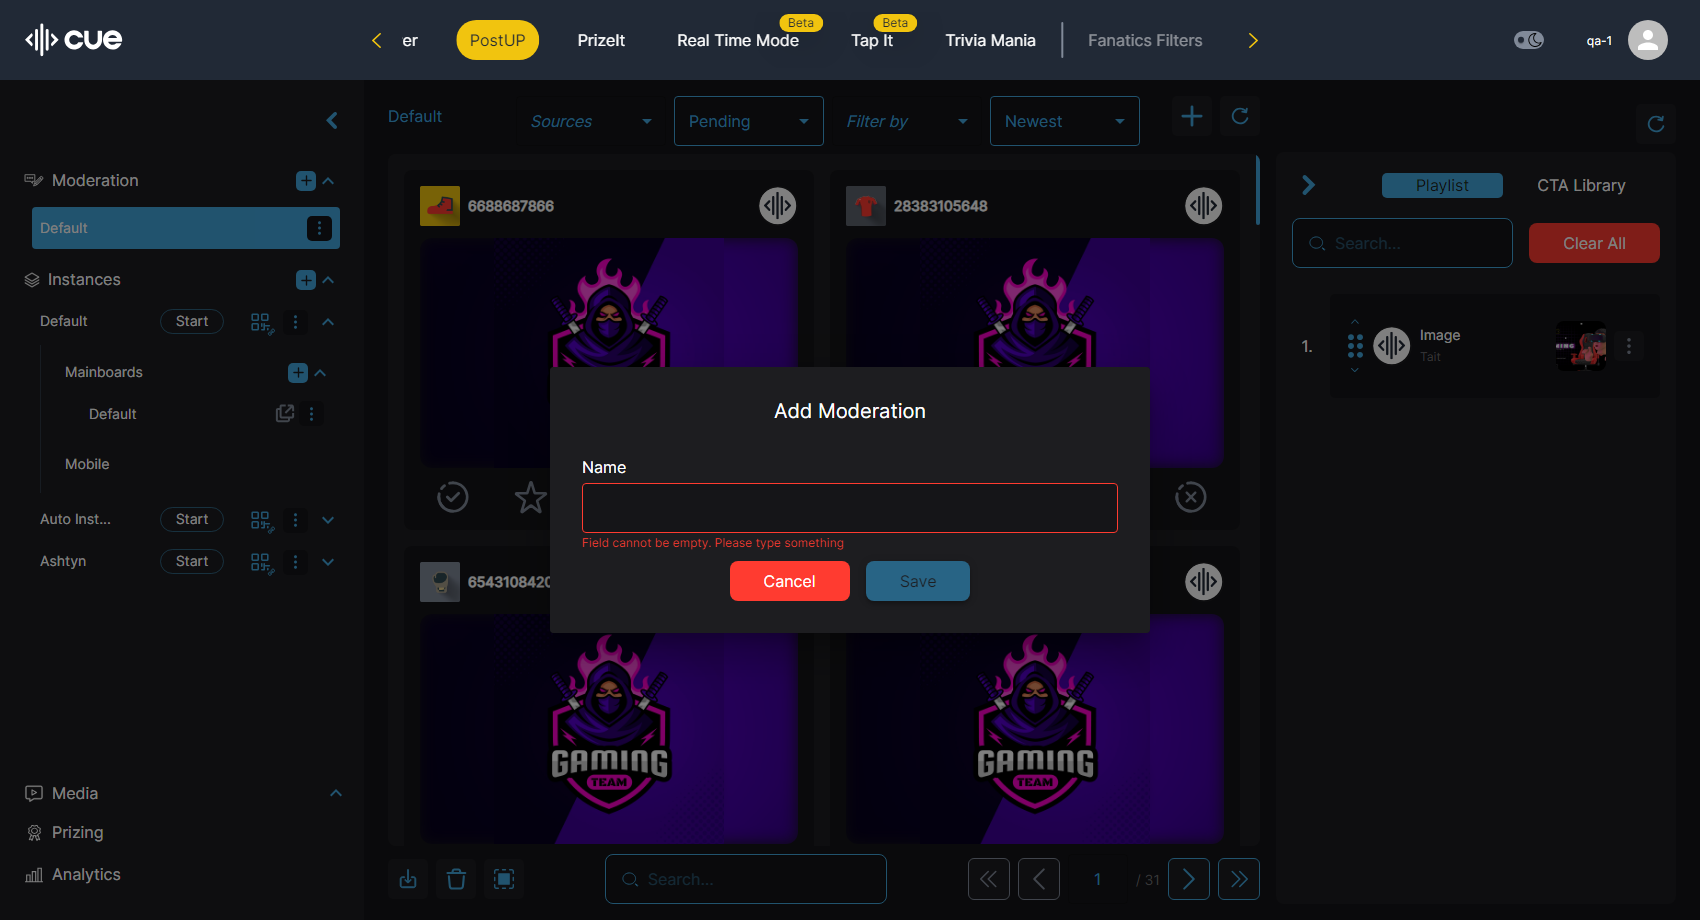 cue
er
PostUP
PrizeIt
Real Time Mode
Beta
Tap It
Beta
Trivia Mania
Fanatics Filters
qa-1
Default
Sources
Pending
Filter by
Newest
Moderation
Default
Instances
Default
Start
Mainboards
Default
Mobile
Auto Inst...
Start
Ashtyn
Start
Media
Prizing
Analytics
6688687866
28383105648
6543108420
GAMING
TEAM
GAMING
TEAM
Add Moderation
Name
Field cannot be empty. Please type something
Cancel
Save
Search...
1
/ 31
Playlist
CTA Library
Search...
Clear All
1.
Image
Tait